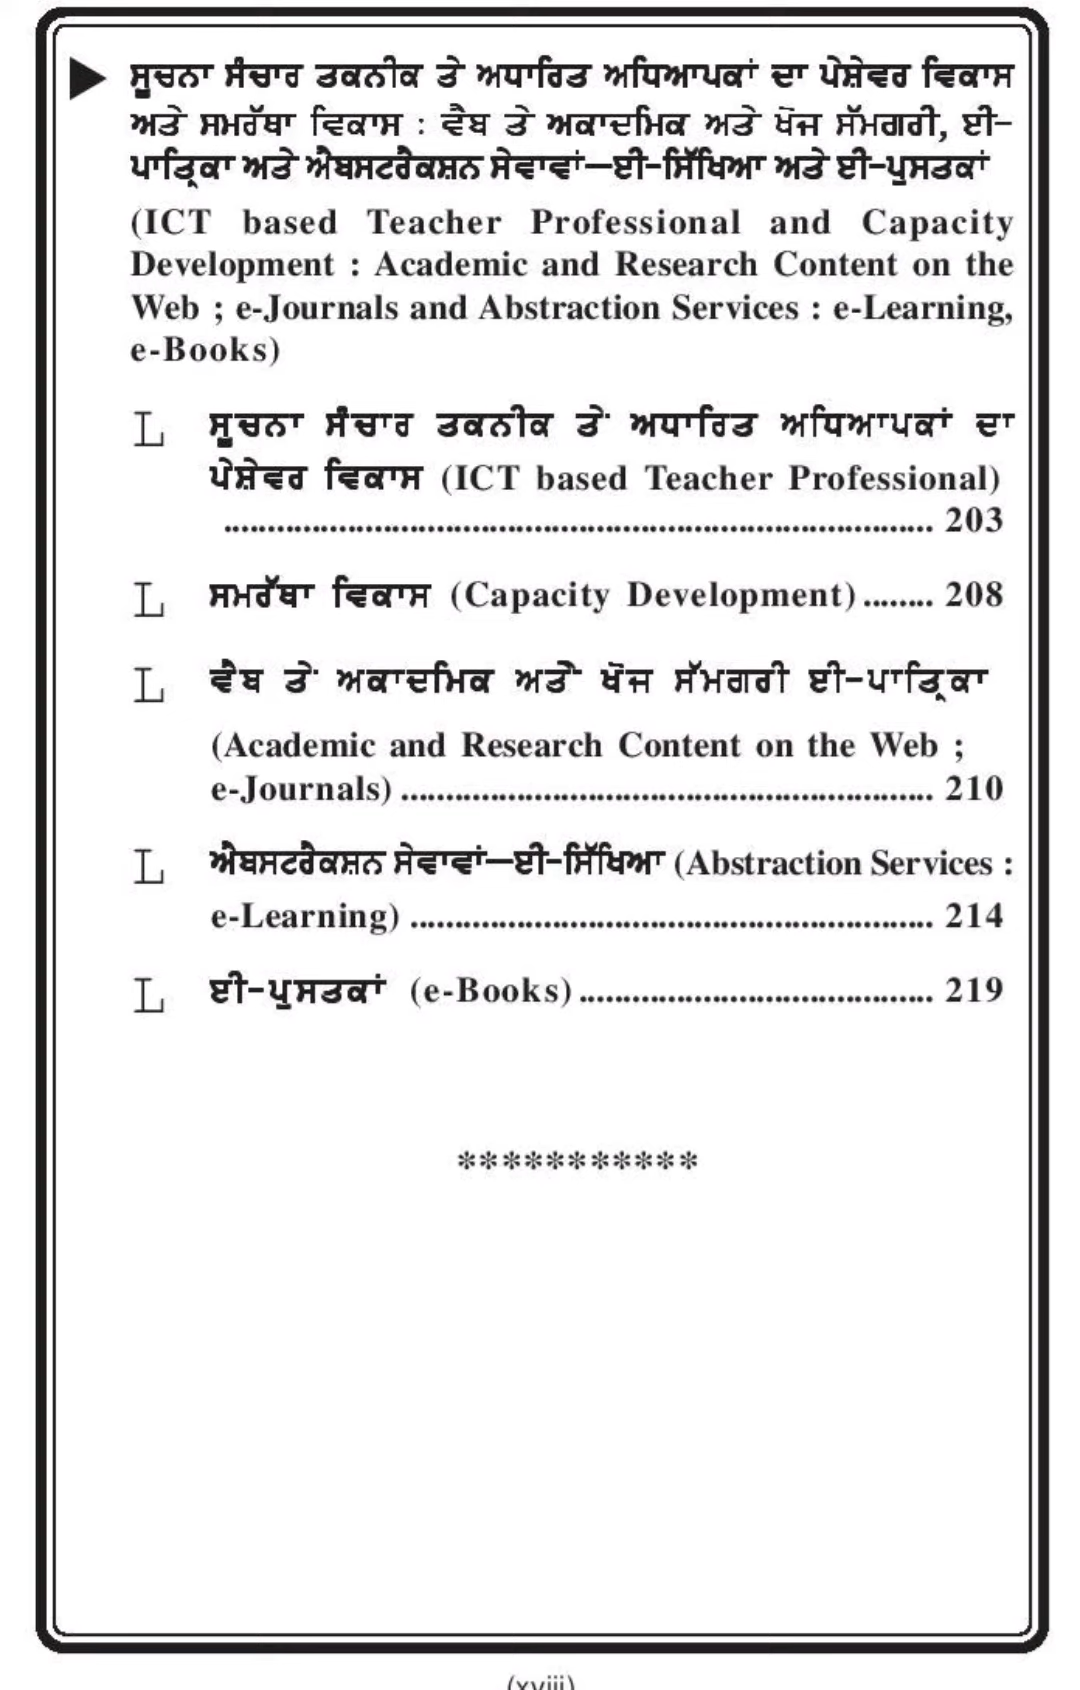 ▶ ਸੂਚਨਾ ਸੰਚਾਰ ਤਕਨੀਕ ਤੇ ਅਧਾਰਿਤ ਅਧਿਆਪਕਾਂ ਦਾ ਪੇਸ਼ੇਵਰ ਵਿਕਾਸ
ਅਤੇ ਸਮਰੱਥਾ ਵਿਕਾਸ : ਵੈਬ ਤੇ ਅਕਾਦਮਿਕ ਅਤੇ ਖੋਜ ਸੱਮਗਰੀ, ਈ-
ਪਾਤ੍ਰਿਕਾ ਅਤੇ ਐਬਸਟਰੈਕਸ਼ਨ ਸੇਵਾਵਾਂ—ਈ-ਸਿੱਖਿਆ ਅਤੇ ਈ-ਪੁਸਤਕਾਂ
(ICT based Teacher Professional and Capacity
Development : Academic and Research Content on the
Web ; e-Journals and Abstraction Services : e-Learning,
e-Books)
L ਸੂਚਨਾ ਸੰਚਾਰ ਤਕਨੀਕ ਤੇ ਅਧਾਰਿਤ ਅਧਿਆਪਕਾਂ ਦਾ
ਪੇਸ਼ੇਵਰ ਵਿਕਾਸ (ICT based Teacher Professional)
................................................................................ 203
L ਸਮਰੱਥਾ ਵਿਕਾਸ (Capacity Development) ........ 208
L ਵੈਬ ਤੇ ਅਕਾਦਮਿਕ ਅਤੇ ਖੋਜ ਸੱਮਗਰੀ ਈ-ਪਾਤ੍ਰਿਕਾ
(Academic and Research Content on the Web ;
e-Journals) ............................................................ 210
L ਐਬਸਟਰੈਕਸ਼ਨ ਸੇਵਾਵਾਂ—ਈ-ਸਿੱਖਿਆ (Abstraction Services :
e-Learning) ........................................................... 214
L ਈ-ਪੁਸਤਕਾਂ (e-Books) ........................................ 219
***********
(xviii)